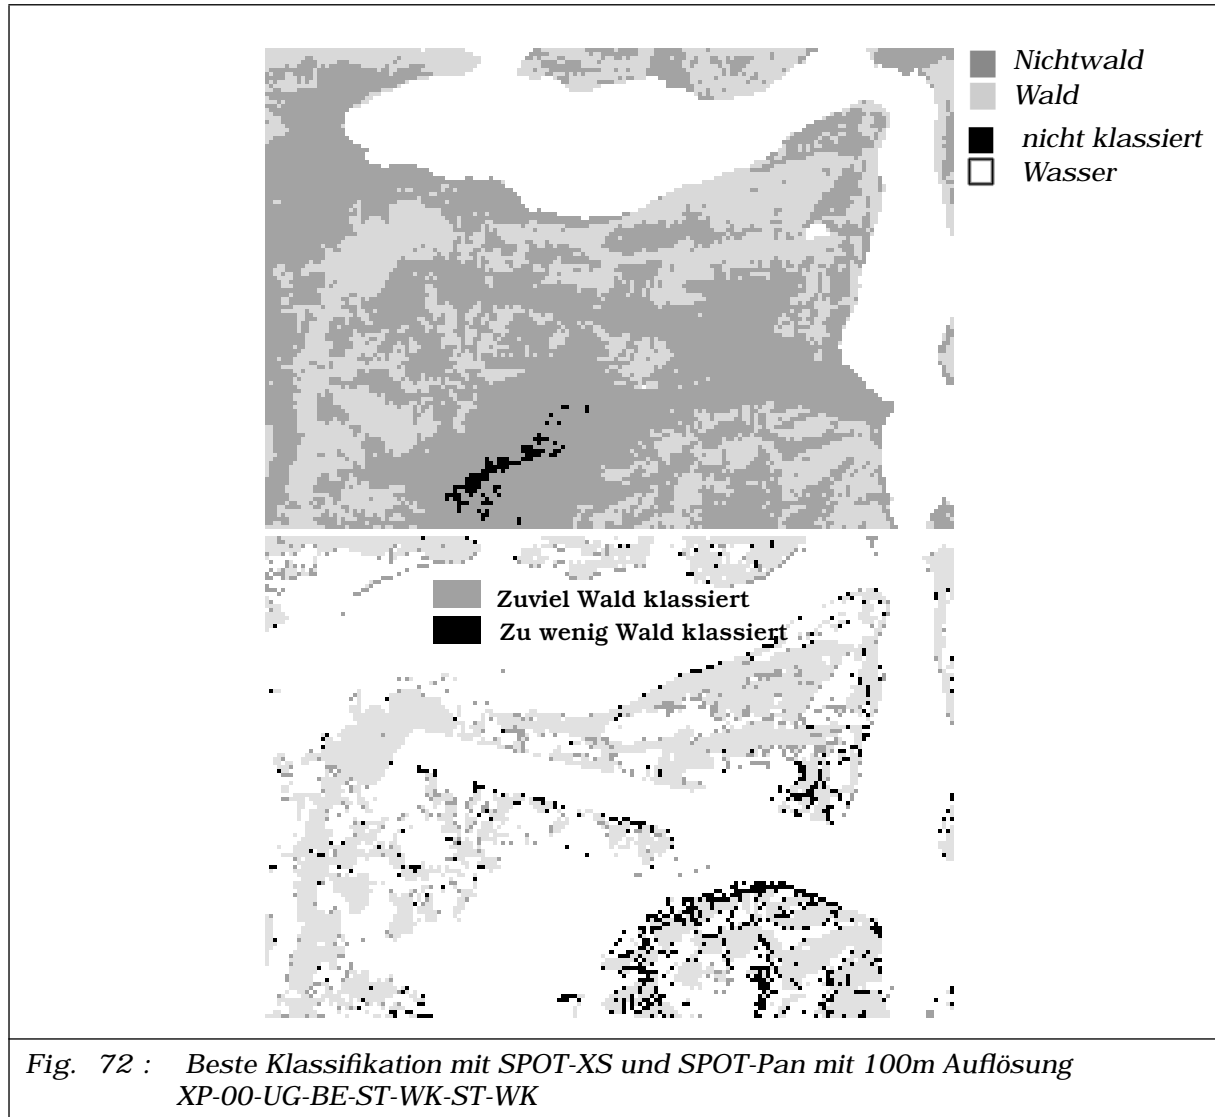 Nichtwald
Wald
nicht klassiert
Wasser
Zuviel Wald klassiert
Zu wenig Wald klassiert
Fig. 72 : Beste Klassifikation mit SPOT-XS und SPOT-Pan mit 100m Auflösung
XP-00-UG-BE-ST-WK-ST-WK